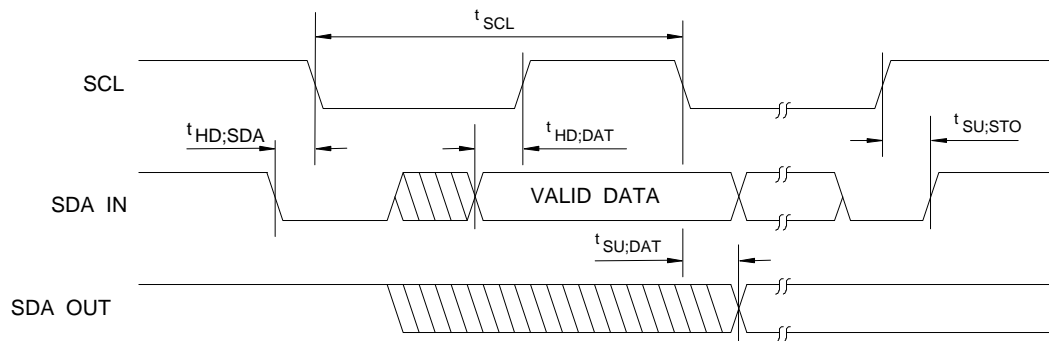 t SCL
SCL
t HD;SDA
t HD;DAT
t SU;STO
SDA IN
VALID DATA
t SU;DAT
SDA OUT